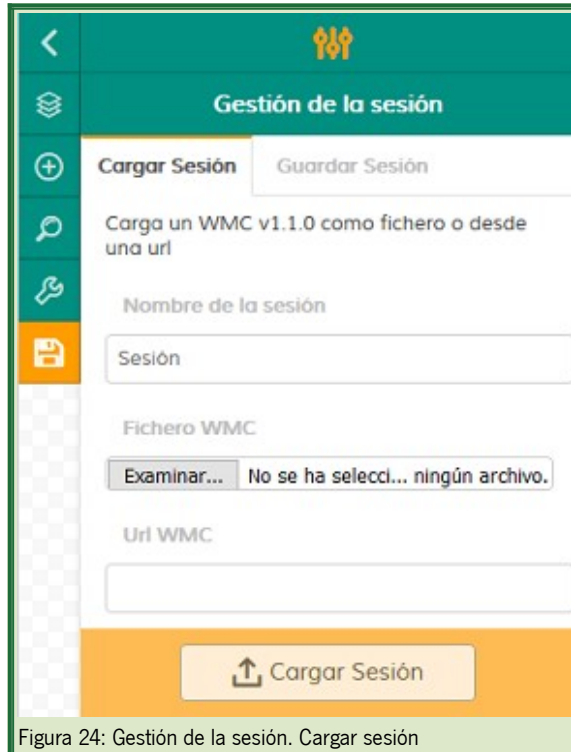 Gestión de la sesión
Cargar Sesión
Guardar Sesión
Carga un WMC v1.1.0 como fichero o desde
una url
Nombre de la sesión
Sesión
Fichero WMC
Examinar...
No se ha selecci... ningún archivo.
Url WMC
Cargar Sesión
Figura 24: Gestión de la sesión. Cargar sesión